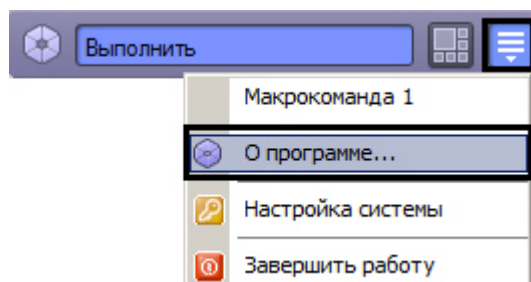 Выполнить
Макрокоманда 1
О программе...
Настройка системы
Завершить работу